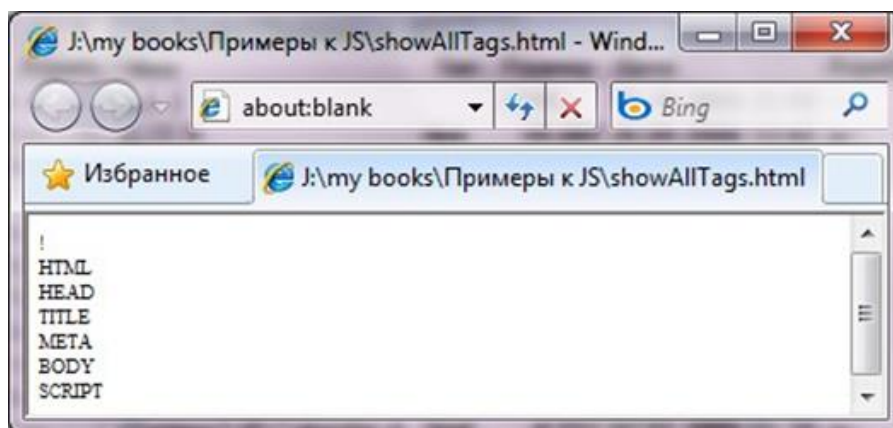 J:\my books\Примеры к JS\showAllTags.html - Wind...
about:blank
Bing
Избранное
J:\my books\Примеры к JS\showAllTags.html
!
HTML
HEAD
TITLE
META
BODY
SCRIPT